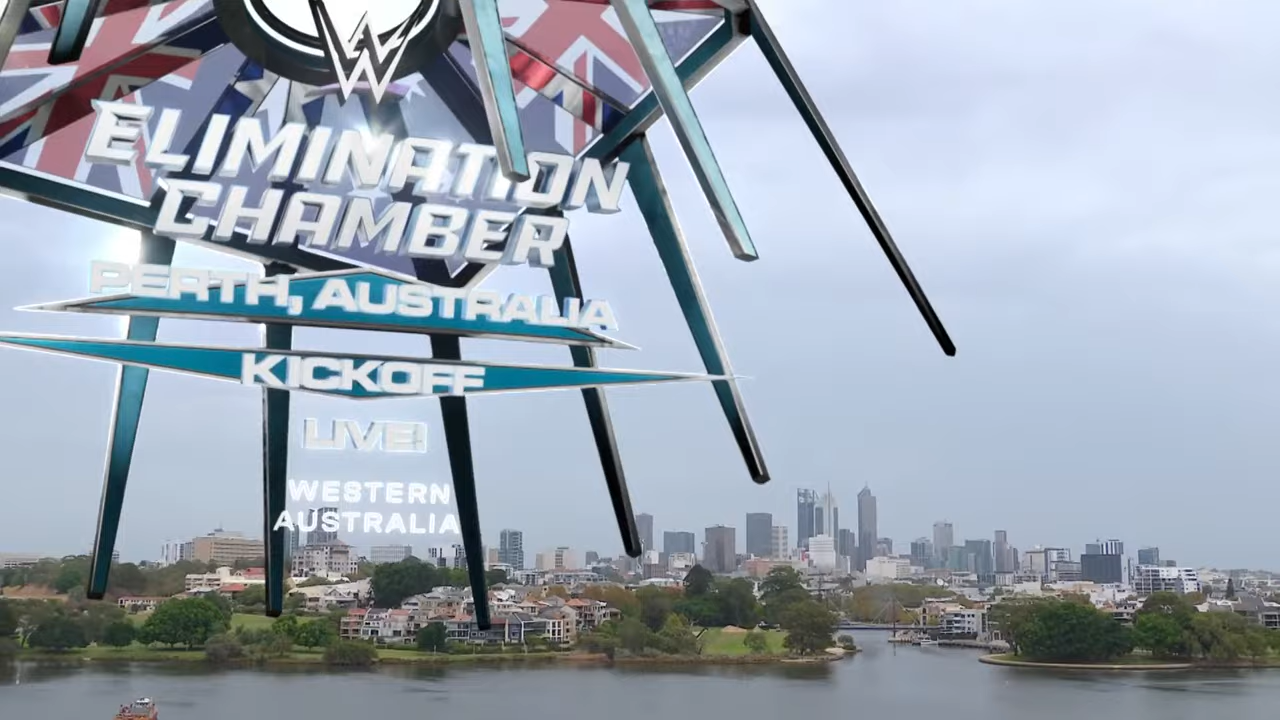 W
ELIMINATION
CHAMBER
PERTH, AUSTRALIA
KICKOFF
LIVE!
WESTERN
AUSTRALIA